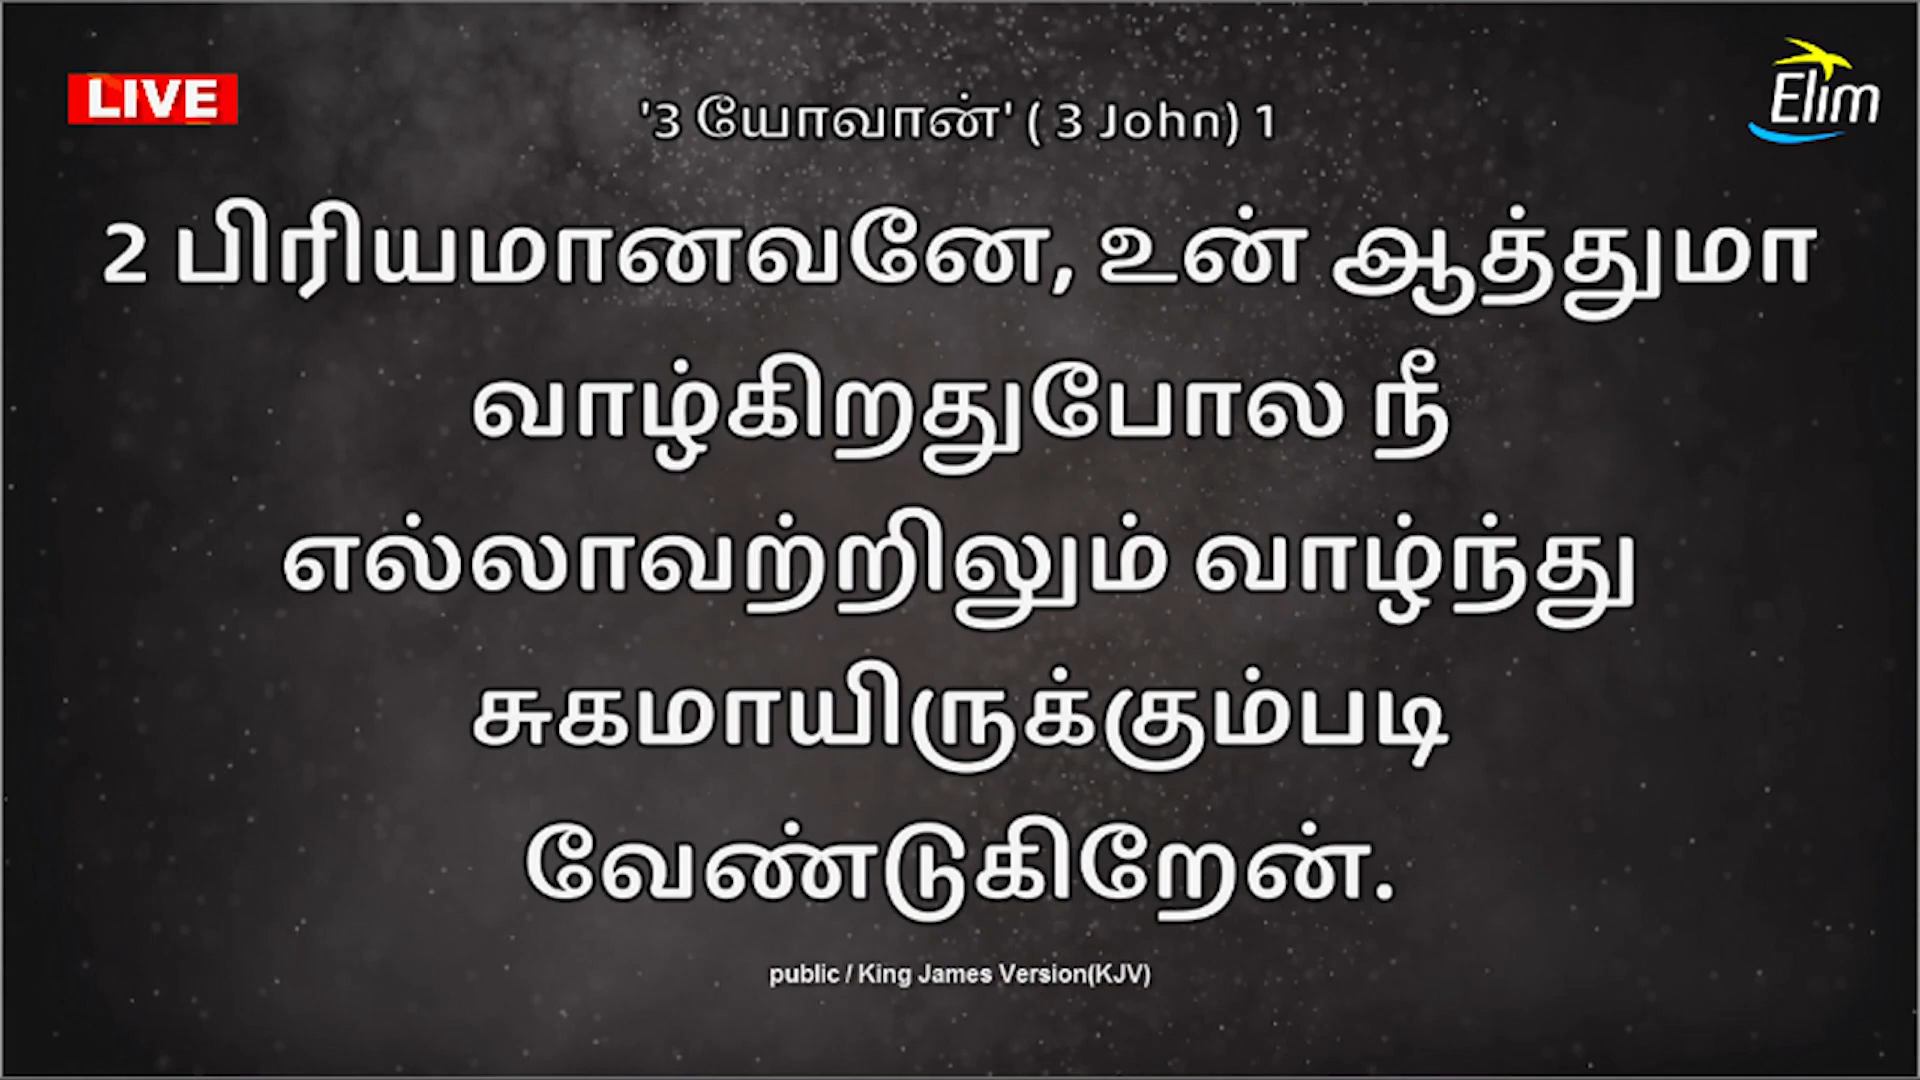 LIVE
'3 யோவான்' ( 3 John) 1
Elim
2 பிரியமானவனே, உன் ஆத்துமா
வாழ்கிறதுபோல நீ
எல்லாவற்றிலும் வாழ்ந்து
சுகமாயிருக்கும்படி
வேண்டுகிறேன்.
public / King James Version(KJV)